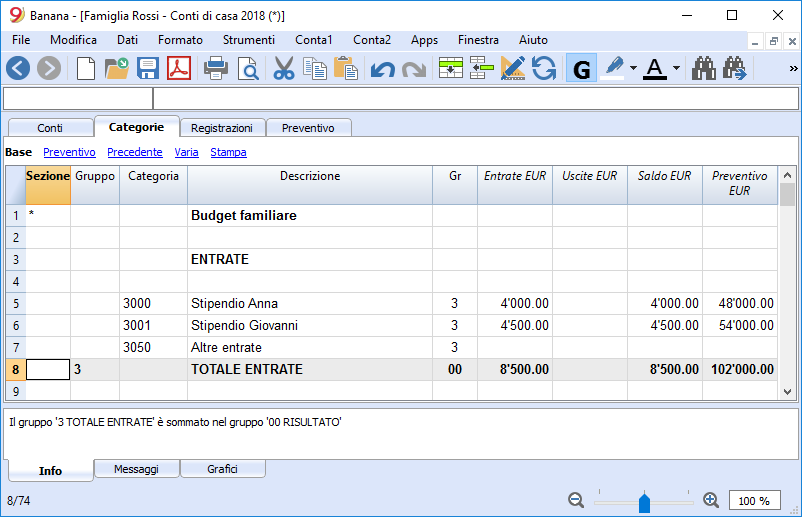 Banana - [Famiglia Rossi - Conti di casa 2018 (*)]
File Modifica Dati Formato Strumenti Conta1 Conta2 Apps Finestra Aiuto
G A »
Conti Categorie Registrazioni Preventivo
Base Preventivo Precedente Varia Stampa
Sezione Gruppo Categoria Descrizione Gr Entrate EUR Uscite EUR Saldo EUR Preventivo
EUR
1 * Budget familiare
2
3 ENTRATE
4
5 3000 Stipendio Anna 3 4'000.00 4'000.00 48'000.00
6 3001 Stipendio Giovanni 3 4'500.00 4'500.00 54'000.00
7 3050 Altre entrate 3
8 3 TOTALE ENTRATE 00 8'500.00 8'500.00 102'000.00
9
Il gruppo '3 TOTALE ENTRATE' è sommato nel gruppo '00 RISULTATO'
Info Messaggi Grafici
8/74 100 %